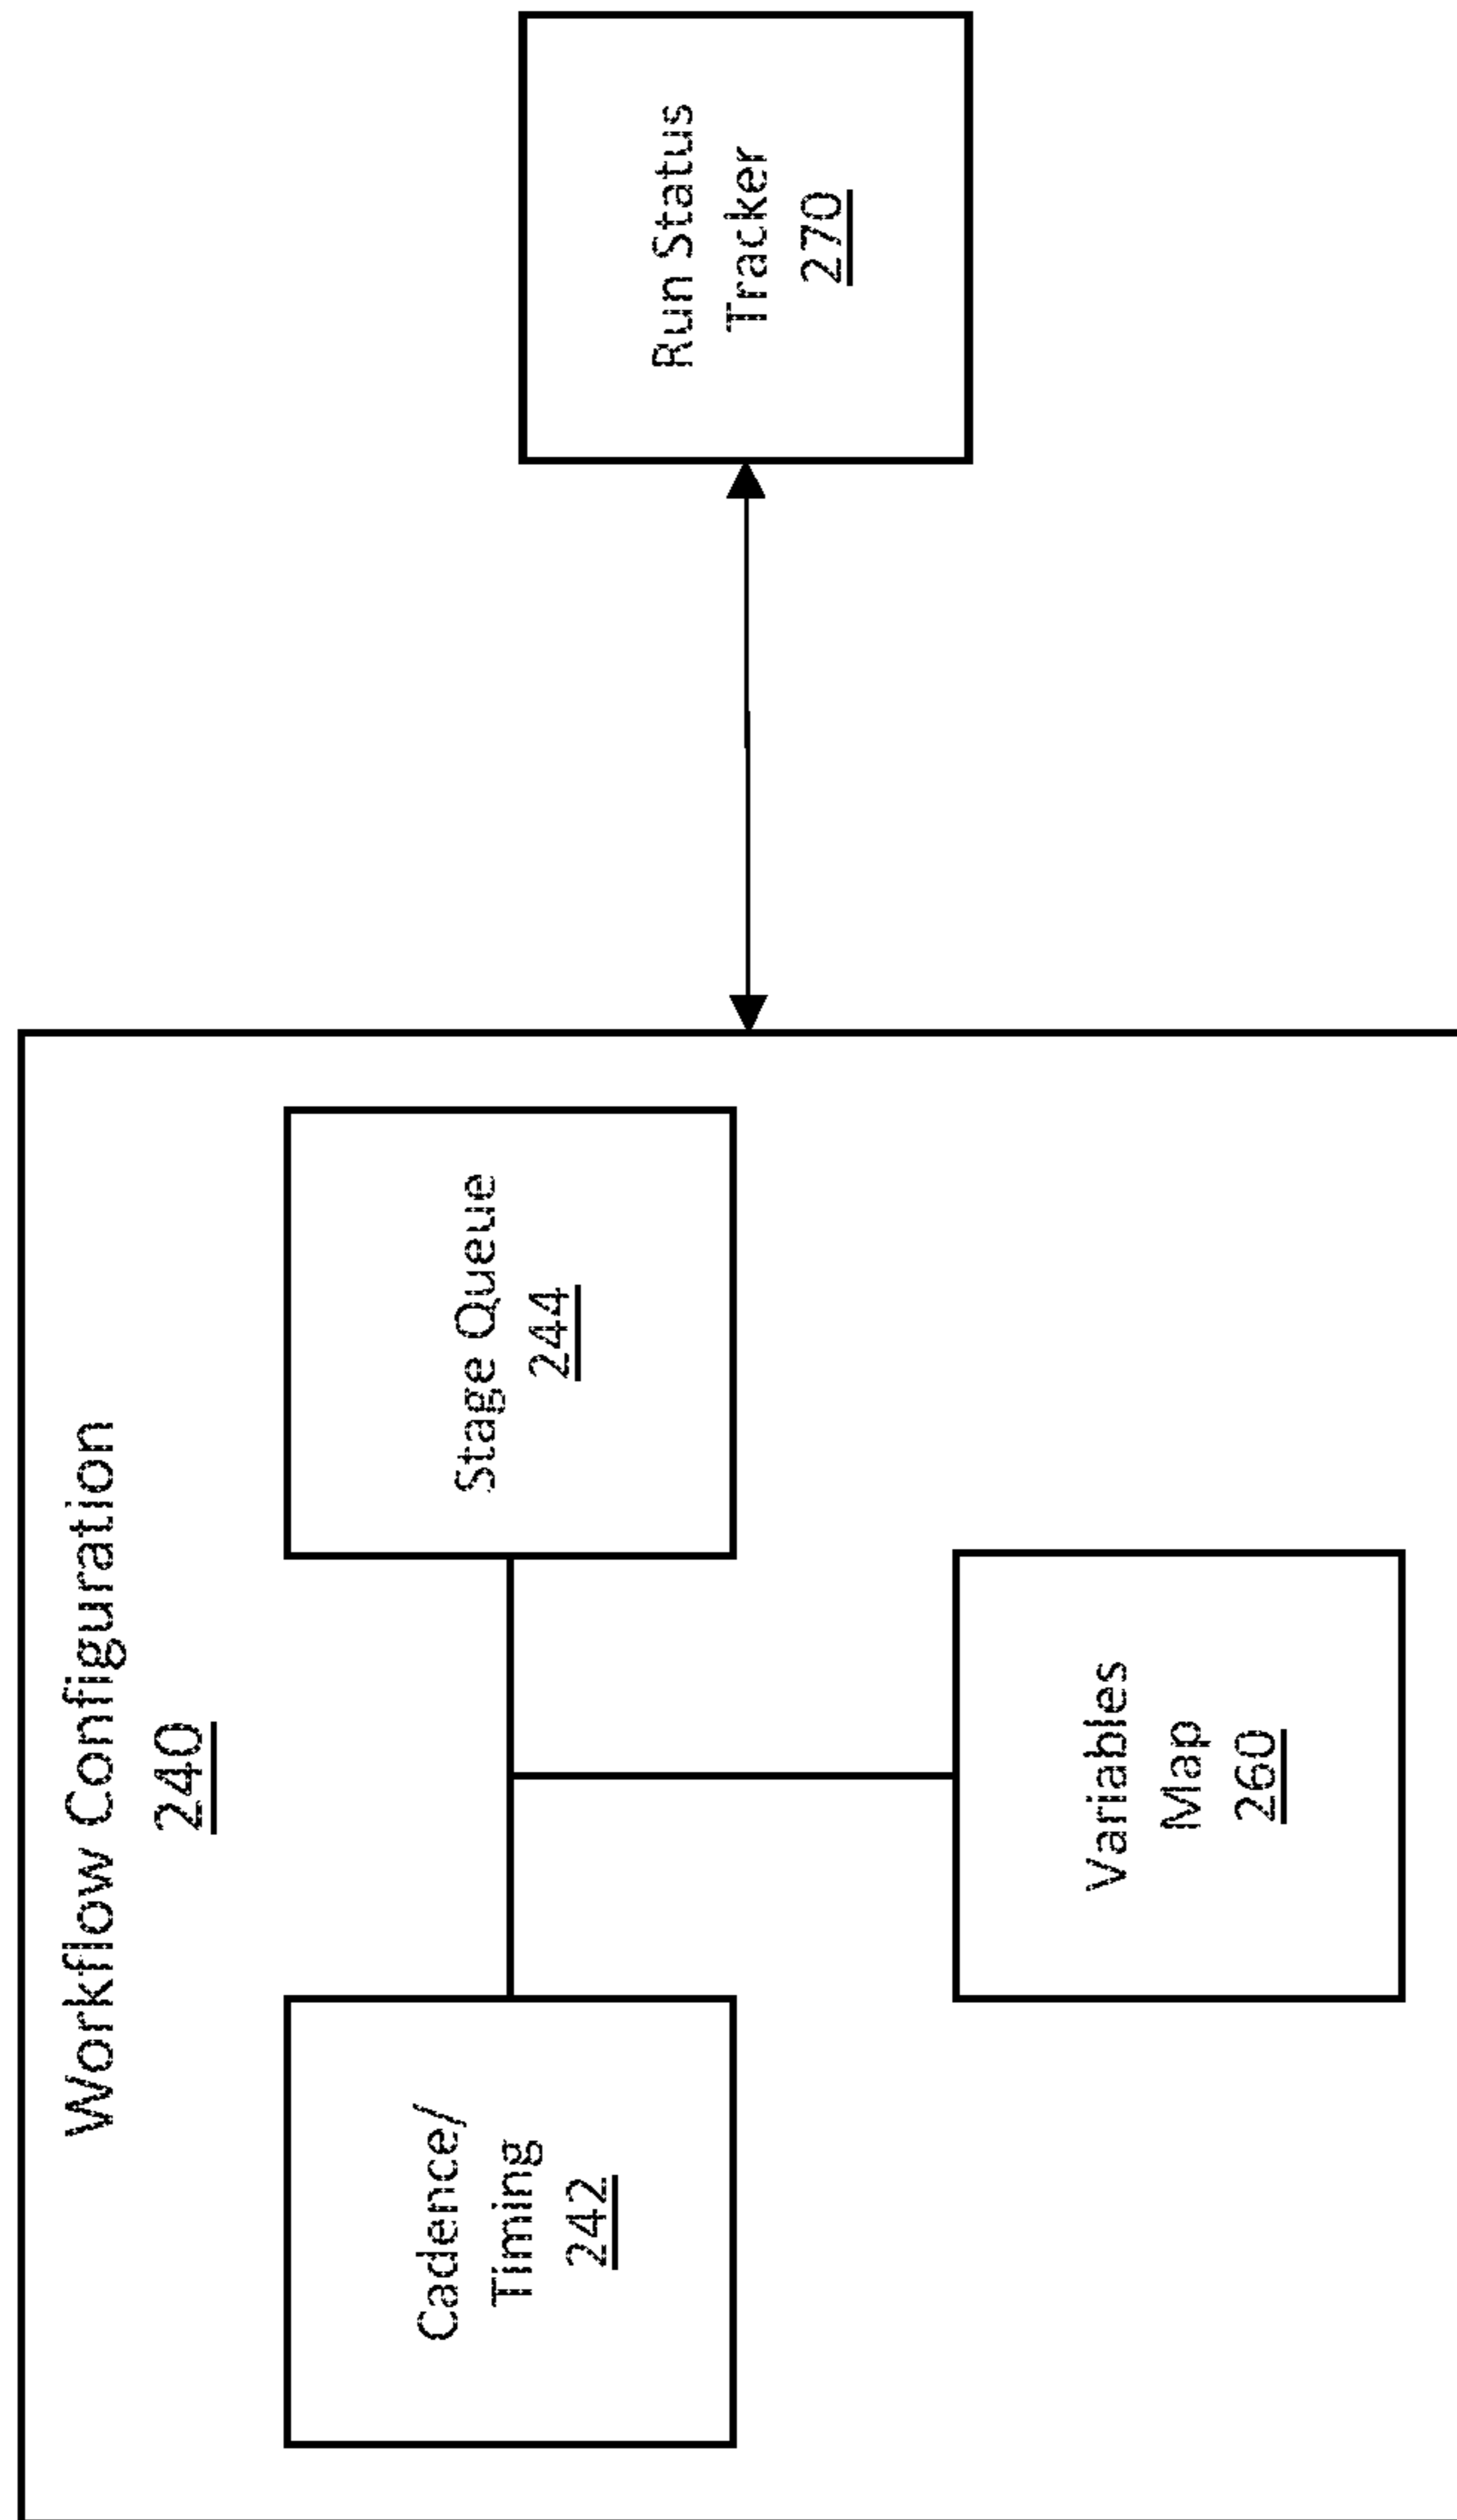 Workflow Configuration
240
Cadence/
Timing
242
Stage Queue
244
Variables
Map
260
Run Status
Tracker
270